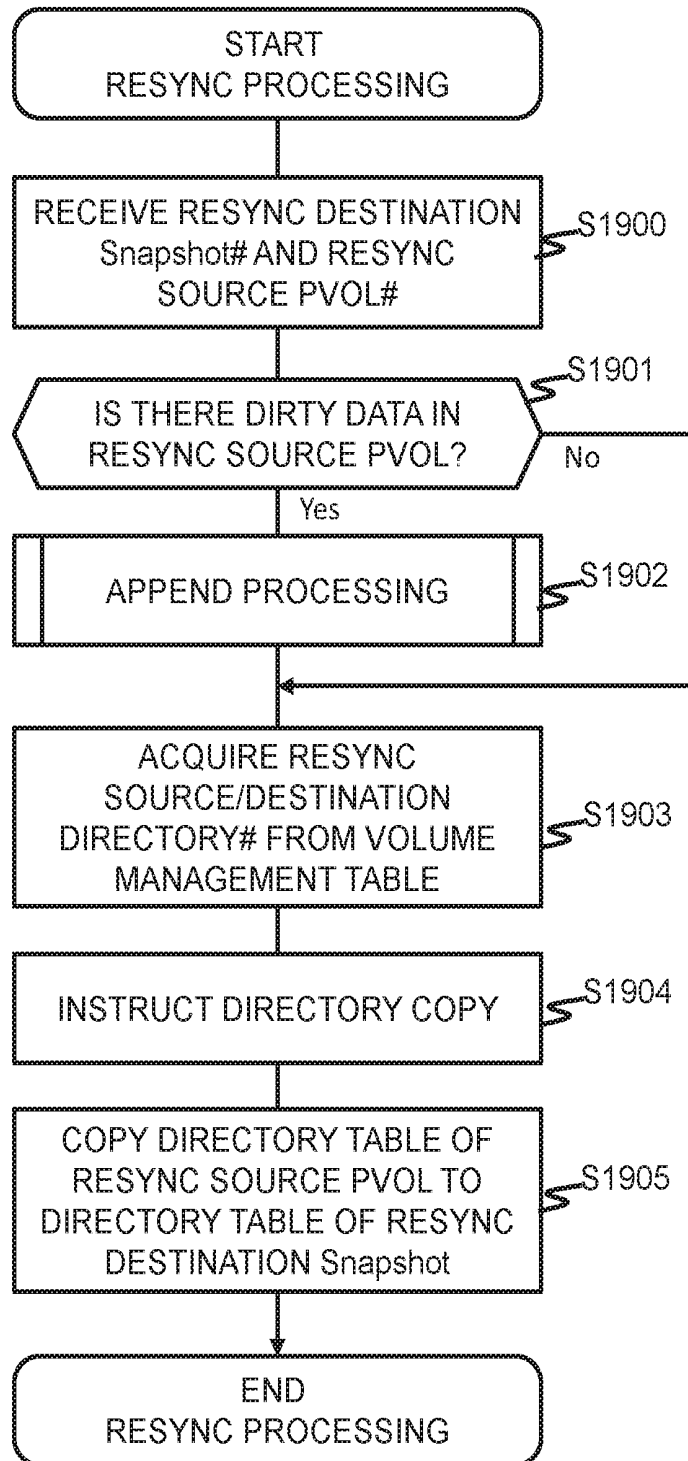 START
RESYNC PROCESSING
RECEIVE RESYNC DESTINATION
Snapshot# AND RESYNC
SOURCE PVOL#
S1900
S1901
IS THERE DIRTY DATA IN
RESYNC SOURCE PVOL?
No
Yes
APPEND PROCESSING
S1902
ACQUIRE RESYNC
SOURCE/DESTINATION
DIRECTORY# FROM VOLUME
MANAGEMENT TABLE
S1903
INSTRUCT DIRECTORY COPY
S1904
COPY DIRECTORY TABLE OF
RESYNC SOURCE PVOL TO
DIRECTORY TABLE OF RESYNC
DESTINATION Snapshot
S1905
END
RESYNC PROCESSING